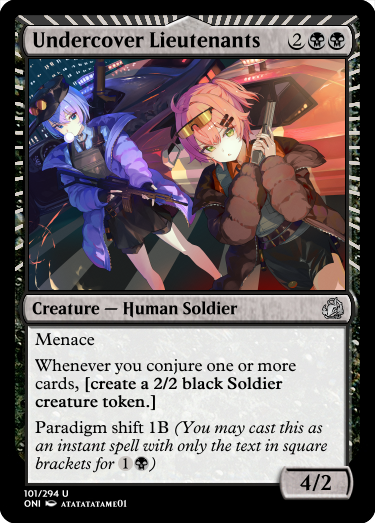 Undercover Lieutenants 2
Creature — Human Soldier
Menace
Whenever you conjure one or more
cards, [create a 2/2 black Soldier
creature token.]
Paradigm shift 1B (You may cast this as
an instant spell with only the text in square
brackets for 1 )
4/2
101/294 U
ONI ATATATATAME01